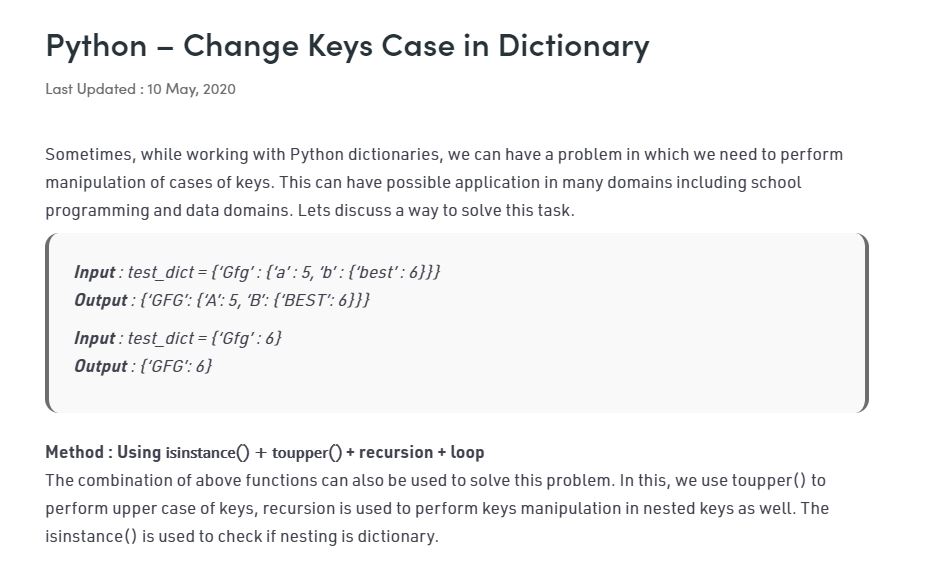 Python – Change Keys Case in Dictionary
Last Updated : 10 May, 2020
Sometimes, while working with Python dictionaries, we can have a problem in which we need to perform
manipulation of cases of keys. This can have possible application in many domains including school
programming and data domains. Lets discuss a way to solve this task.
Input : test_dict = {‘Gfg’ : {‘a’ : 5, ‘b’ : {‘best’ : 6}}}
Output : {‘GFG’: {‘A’: 5, ‘B’: {‘BEST’: 6}}}
Input : test_dict = {‘Gfg’ : 6}
Output : {‘GFG’: 6}
Method : Using isinstance() + toupper() + recursion + loop
The combination of above functions can also be used to solve this problem. In this, we use toupper() to
perform upper case of keys, recursion is used to perform keys manipulation in nested keys as well. The
isinstance() is used to check if nesting is dictionary.